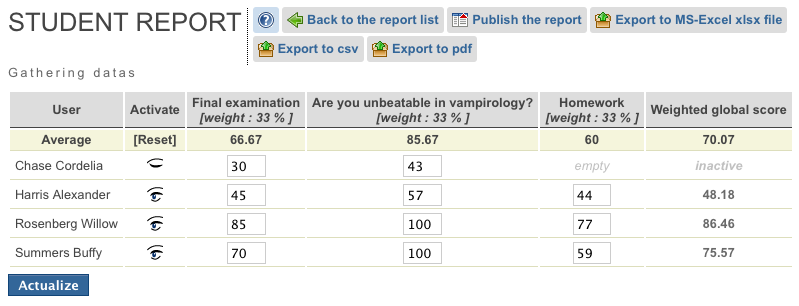 STUDENT REPORT
? Back to the report list Publish the report Export to MS-Excel xlsx file
Export to csv Export to pdf
Gathering datas
User Activate Final examination [weight : 33 % ] Are you unbeatable in vampirology? [weight : 33 % ] Homework [weight : 33 % ] Weighted global score
Average [Reset] 66.67 85.67 60 70.07
Chase Cordelia 30 43 empty inactive
Harris Alexander 45 57 44 48.18
Rosenberg Willow 85 100 77 86.46
Summers Buffy 70 100 59 75.57
Actualize